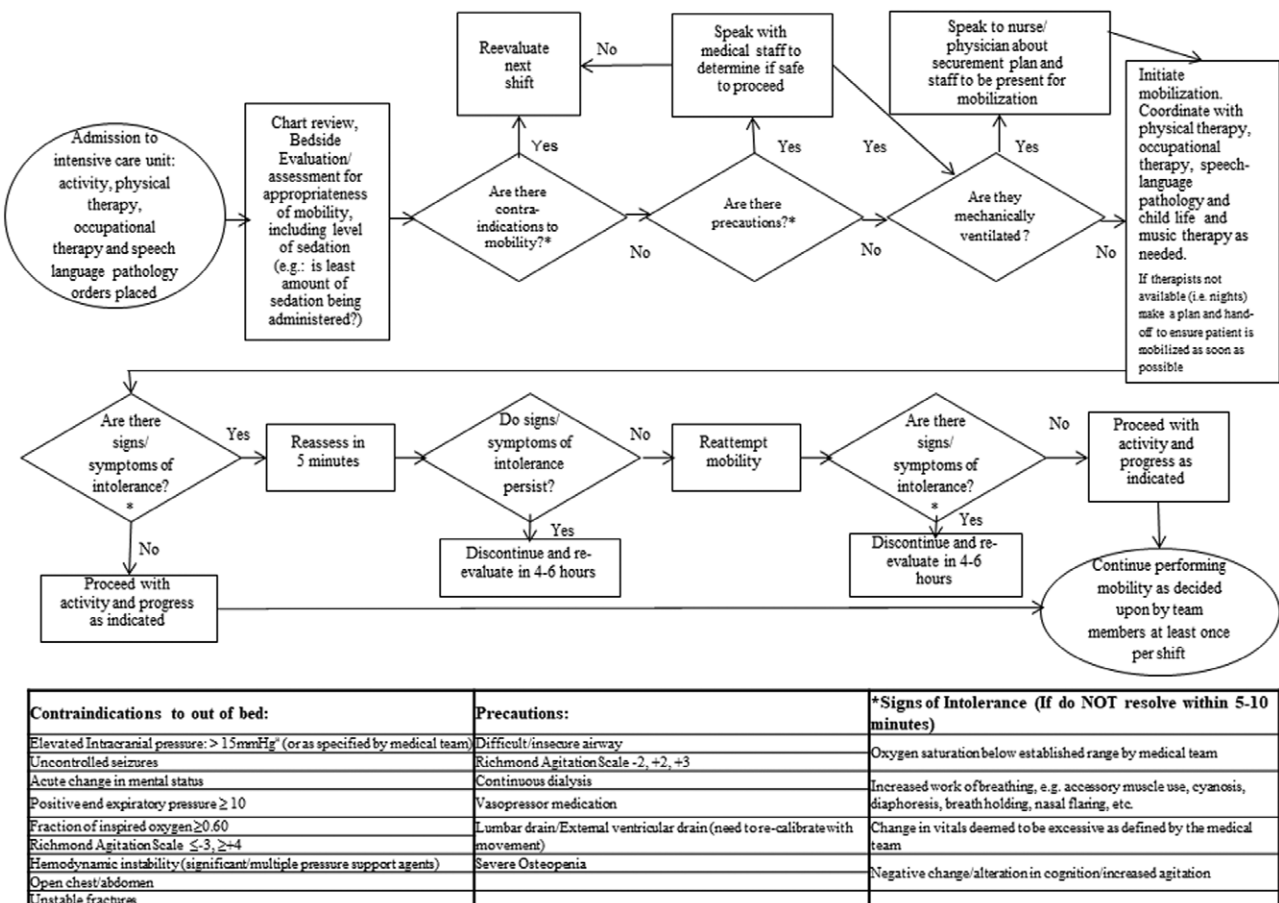 Admission to
intensive care unit:
activity, physical
therapy,
occupational
therapy and speech
language pathology
orders placed
Chart review,
Bedside
Evaluation/
assessment for
appropriateness
of mobility,
including level
of sedation
(e.g.: is least
amount of
sedation being
administered?)
Reevaluate
next
shift
No
Yes
Are there
contra-
indications to
mobility?*
No
Speak with
medical staff to
determine if safe
to proceed
Yes
Yes
Are there
precautions?*
No
Speak to nurse/
physician about
securement plan and
staff to be present for
mobilization
Yes
Are they
mechanically
ventilated?
No
Initiate
mobilization.
Coordinate with
physical therapy,
occupational
therapy, speech-
language
pathology and
child life and
music therapy as
needed.
If therapists not
available (i.e. nights)
make a plan and hand-
off to ensure patient is
mobilized as soon as
possible
Are there
signs/
symptoms of
intolerance?
*
Yes
No
Reassess in
5 minutes
Do signs/
symptoms of
intolerance
persist?
No
Yes
Discontinue and re-
evaluate in 4-6 hours
Reattempt
mobility
Are there
signs/
symptoms of
intolerance?
*
No
Yes
Discontinue and re-
evaluate in 4-6
hours
Proceed with
activity and
progress as
indicated
Proceed with
activity and progress
as indicated
Continue performing
mobility as decided
upon by team
members at least once
per shift
Contraindications to out of bed:
Elevated Intracranial pressure: > 15mmHg* (or as specified by medical team)
Uncontrolled seizures
Acute change in mental status
Positive end expiratory pressure ≥ 10
Fraction of inspired oxygen≥0.60
Richmond Agitation Scale ≤-3, ≥+4
Hemodynamic instability (significant/multiple pressure support agents)
Open chest/abdomen
Unstable fractures
Precautions:
Difficult/insecure airway
Richmond Agitation Scale -2, +2, +3
Continuous dialysis
Vasopressor medication
Lumbar drain/External ventricular drain (need to re-calibrate with
movement)
Severe Osteopenia
*Signs of Intolerance (If do NOT resolve within 5-10
minutes)
Oxygen saturation below established range by medical team
Increased work of breathing, e.g. accessory muscle use, cyanosis,
diaphoresis, breath holding, nasal flaring, etc.
Change in vitals deemed to be excessive as defined by the medical
team
Negative change/alteration in cognition/increased agitation